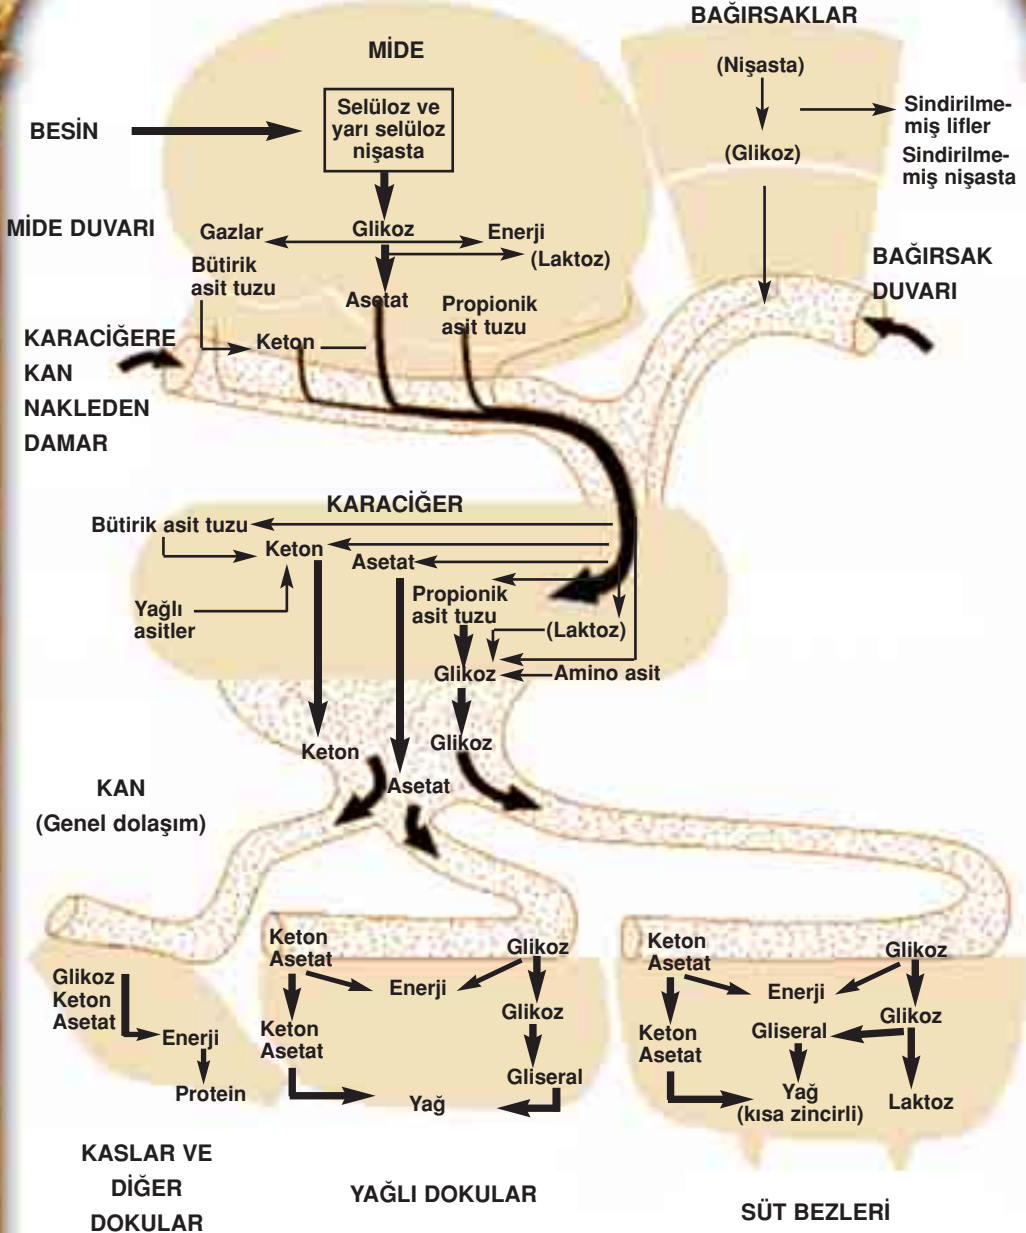 BAĞIRSAKLAR
MİDE
(Nişasta)
Selüloz ve
yarı selüloz
nişasta
BESİN
Sindirilme-
miş lifler
(Glikoz)
Sindirilme-
miş nişasta
MİDE DUVARI
Gazlar
Glikoz
Enerji
(Laktoz)
Bütirik
asit tuzu
BAĞIRSAK
DUVARI
Asetat
Propionik
asit tuzu
Keton
KARACİĞERE
KAN
NAKLEDEN
DAMAR
KARACİĞER
Bütirik asit tuzu
Keton
Asetat
Propionik
asit tuzu
Yağlı
asitler
(Laktoz)
Glikoz
Amino asit
Keton
Glikoz
Asetat
KAN
(Genel dolaşım)
Glikoz
Keton
Asetat
Enerji
Protein
Keton
Asetat
Glikoz
Enerji
Keton
Asetat
Glikoz
Gliseral
Yağ
Keton
Asetat
Glikoz
Enerji
Keton
Asetat
Gliseral
Glikoz
Yağ
(kısa zincirli)
Laktoz
KASLAR VE
DİĞER
DOKULAR
YAĞLI DOKULAR
SÜT BEZLERİ